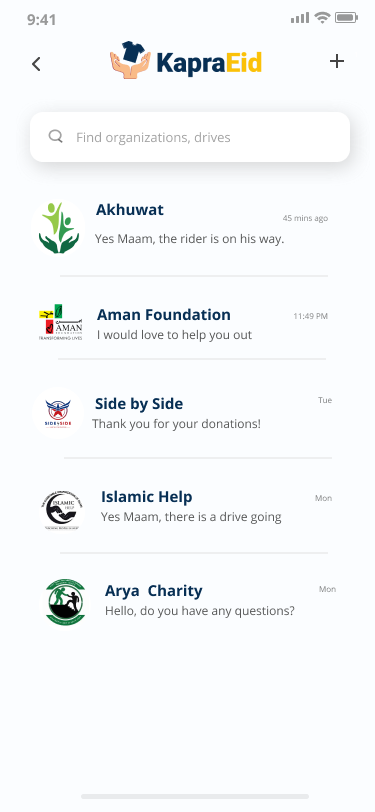 9:41
KapraEid
Find organizations, drives
Akhuwat
45 mins ago
Yes Maam, the rider is on his way.
Aman Foundation
11:49 PM
I would love to help you out
AMAN
FOUNDATION
TRANSFORMING LIVES
Side by Side
Tue
Thank you for your donations!
SIDEBYSIDE
Islamic Help
Mon
Yes Maam, there is a drive going
ISLAMIC
HELP
Arya Charity
Mon
Hello, do you have any questions?